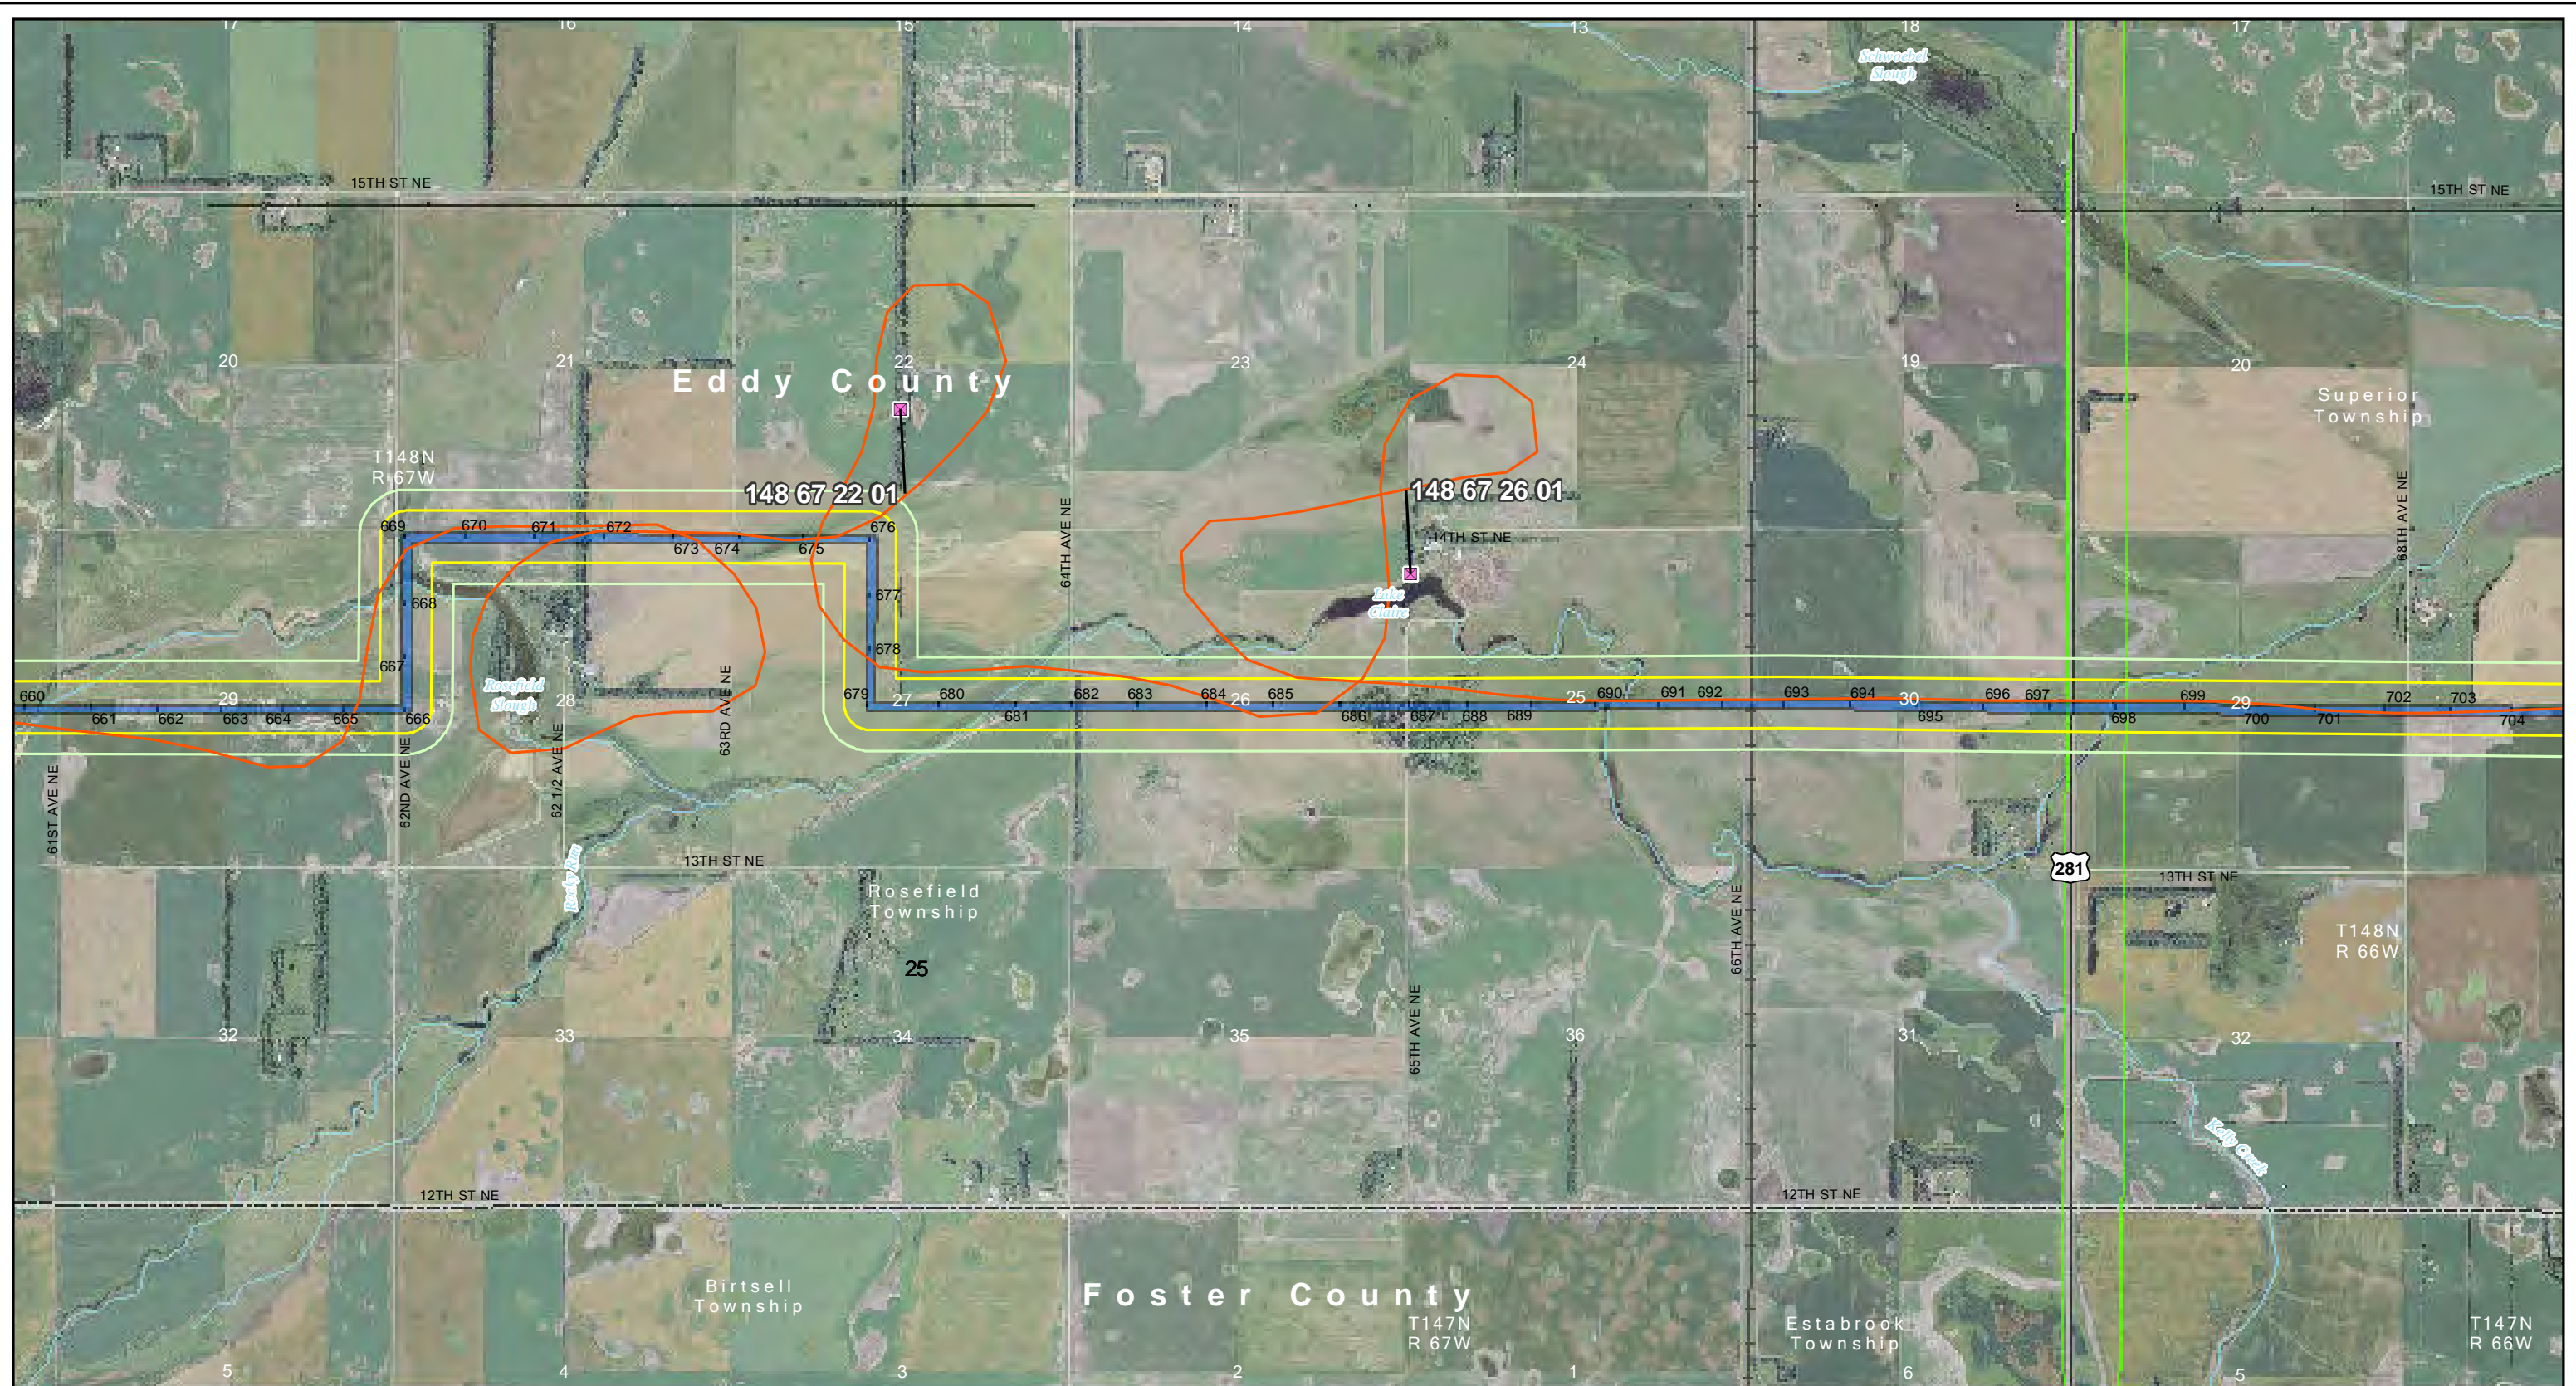 17
16
15
14
13
18
17
Schwoebel
Slough
15TH ST NE
15TH ST NE
20
21
22
23
24
19
20
Eddy County
Superior
Township
T148N
R 67W
148 67 22 01
148 67 26 01
64TH AVE NE
68TH AVE NE
669
670
671
672
673
674
675
676
14TH ST NE
668
677
Lake
Claire
667
678
Rosefield
Slough
63RD AVE NE
660
661
662
29
663
664
665
666
28
679
27
680
681
682
683
684
26
685
686
687
688
689
25
690
691
692
693
694
30
695
696
697
698
699
29
700
701
702
703
704
61ST AVE NE
62ND AVE NE
62 1/2 AVE NE
Rocky Run
13TH ST NE
281
13TH ST NE
Rosefield
Township
66TH AVE NE
T148N
R 66W
25
65TH AVE NE
32
33
34
35
36
31
32
Kelly Creek
12TH ST NE
12TH ST NE
Birtsell
Township
Foster County
T147N
R 67W
Estabrook
Township
T147N
R 66W
5
4
3
2
1
6
5